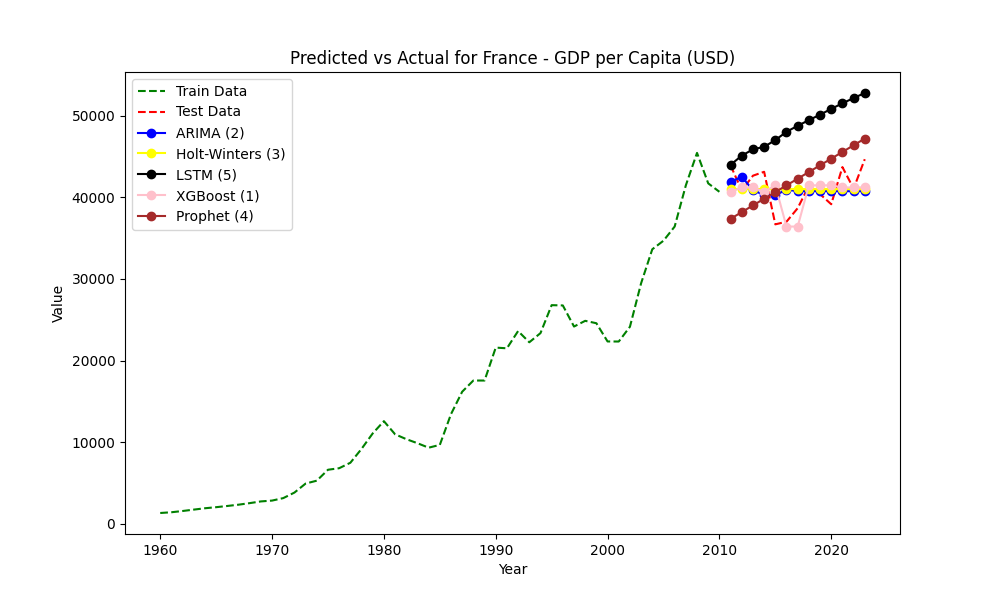 Predicted vs Actual for France - GDP per Capita (USD)
Train Data
Test Data
ARIMA (2)
Holt-Winters (3)
LSTM (5)
XGBoost (1)
Prophet (4)
Value
50000
40000
30000
20000
10000
0
1960
1970
1980
1990
2000
2010
2020
Year